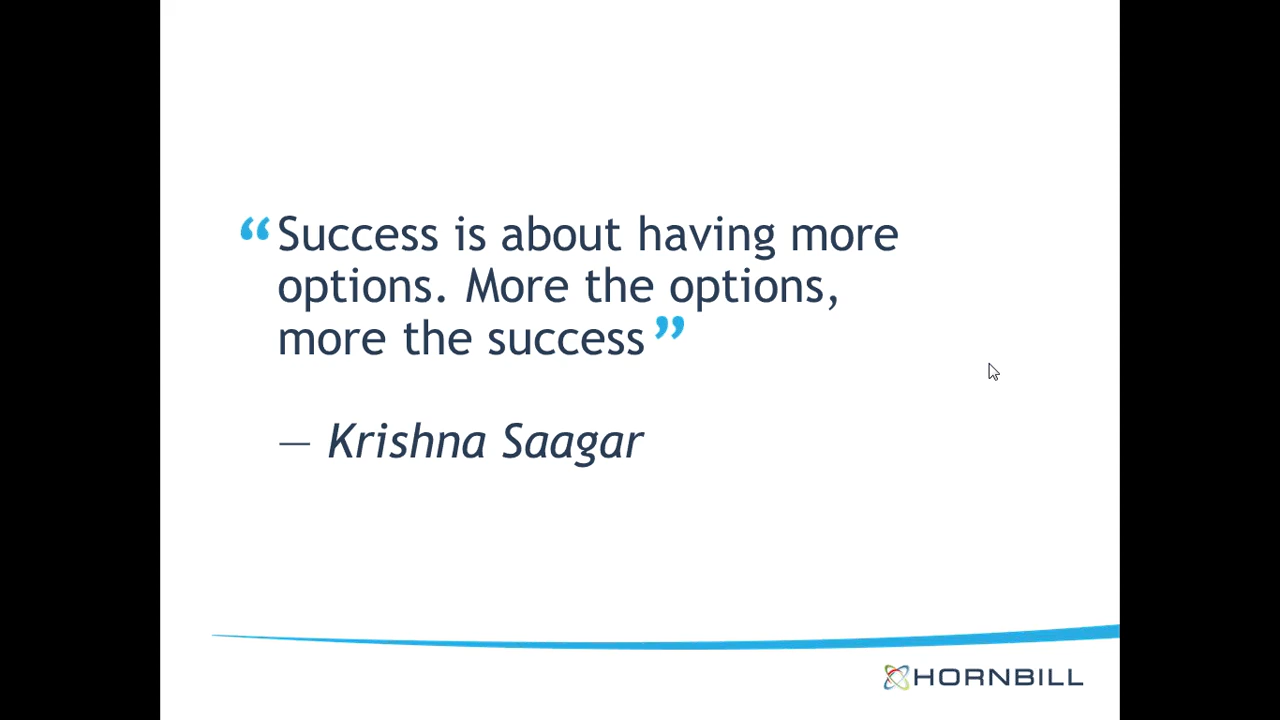 “Success is about having more
options. More the options,
more the success”
— Krishna Saagar
HORNBILL